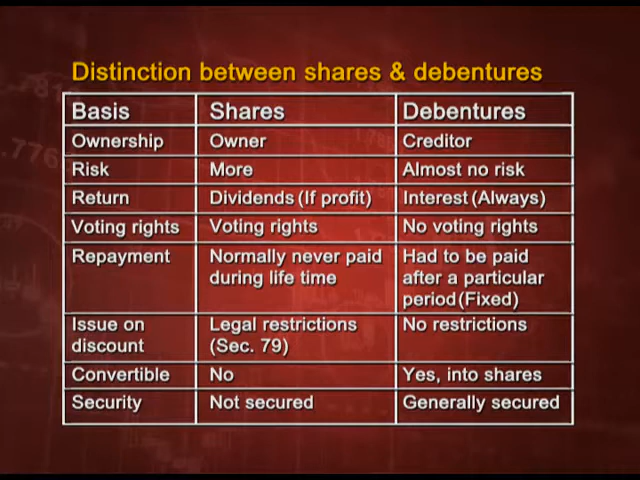 Distinction between shares & debentures
Basis Shares Debentures
Ownership Owner Creditor
Risk More Almost no risk
Return Dividends (If profit) Interest (Always)
Voting rights Voting rights No voting rights
Repayment Normally never paid Had to be paid
during life time after a particular
period (Fixed)
Issue on Legal restrictions No restrictions
discount (Sec. 79)
Convertible No Yes, into shares
Security Not secured Generally secured